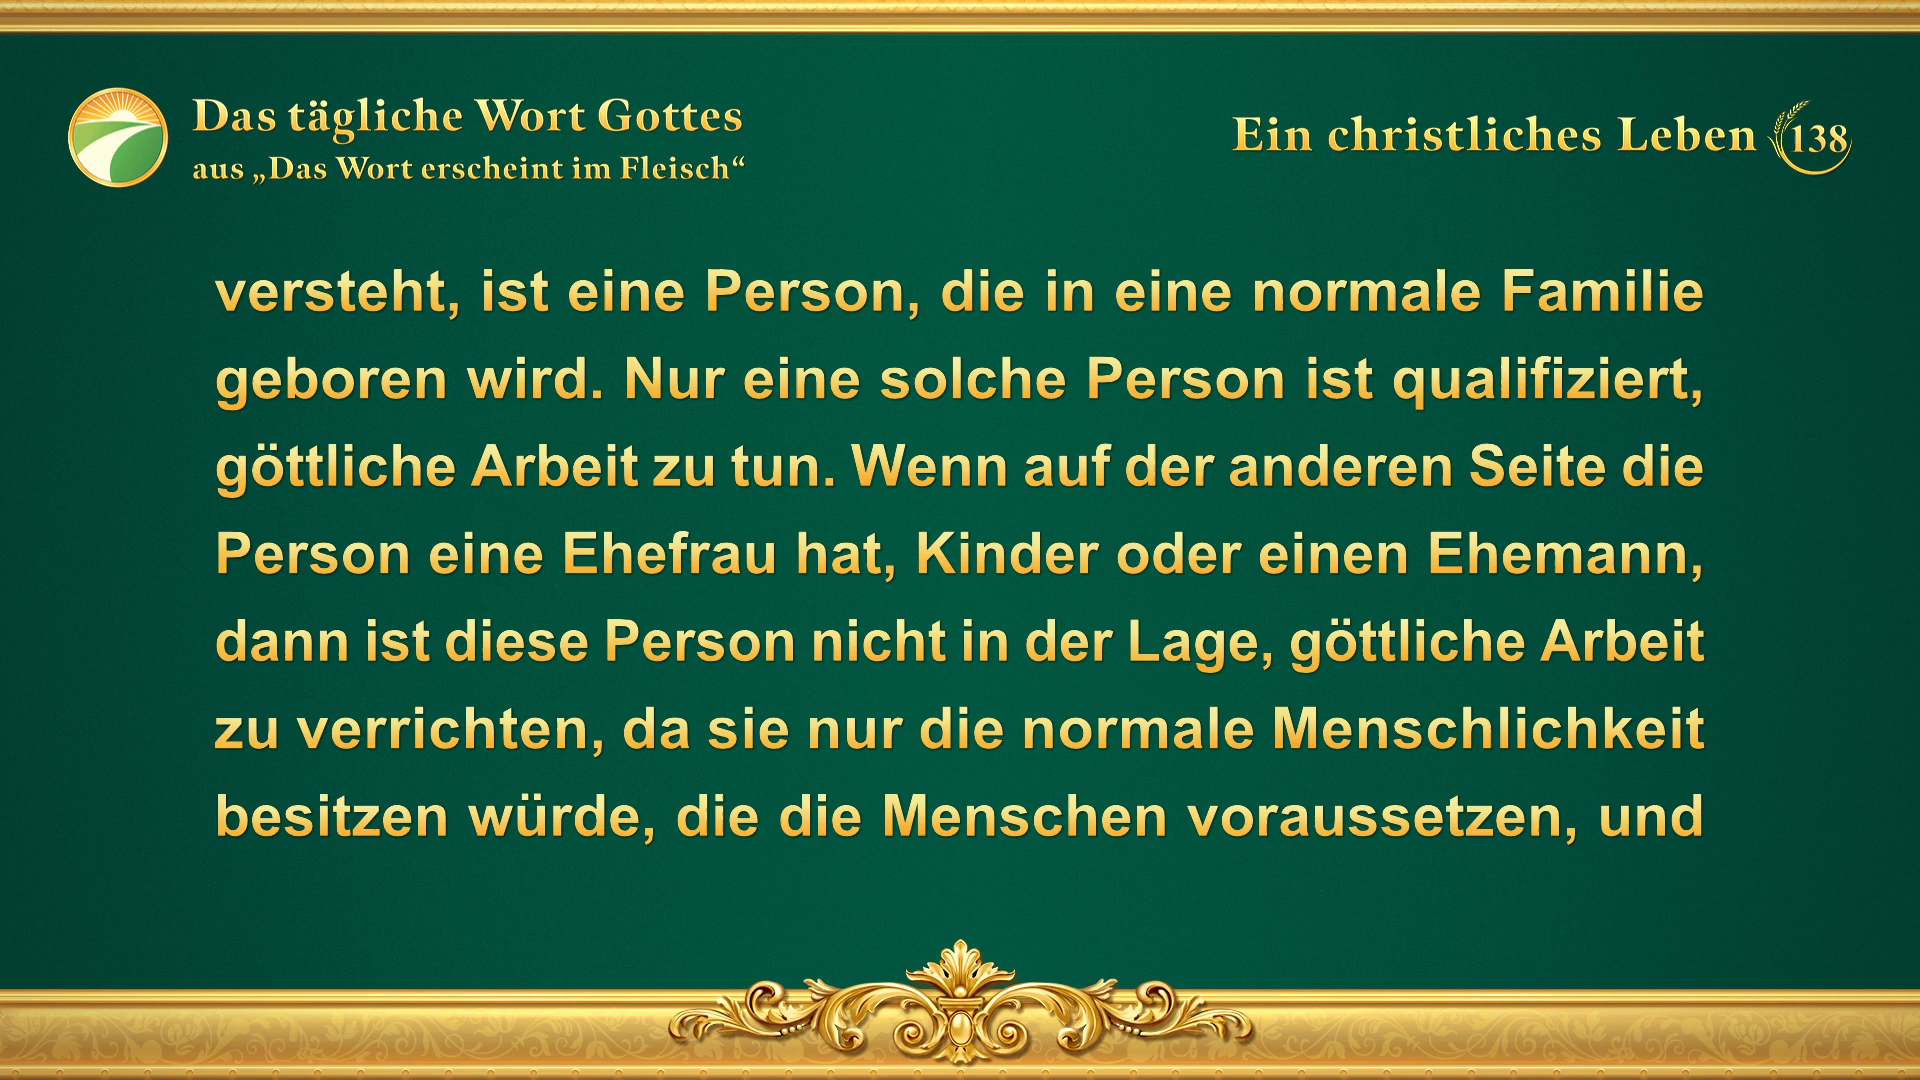 Das tägliche Wort Gottes
aus „Das Wort erscheint im Fleisch“
Ein christliches Leben 138
versteht, ist eine Person, die in eine normale Familie
geboren wird. Nur eine solche Person ist qualifiziert,
göttliche Arbeit zu tun. Wenn auf der anderen Seite die
Person eine Ehefrau hat, Kinder oder einen Ehemann,
dann ist diese Person nicht in der Lage, göttliche Arbeit
zu verrichten, da sie nur die normale Menschlichkeit
besitzen würde, die die Menschen voraussetzen, und